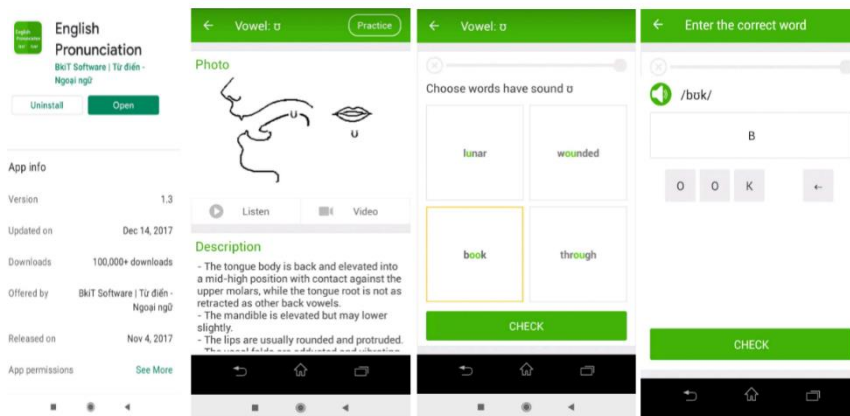 English
Pronunciation
BkiT Software | Từ điển -
Ngoại ngữ
Uninstall
Open
App info
Version 1.3
Updated on Dec 14, 2017
Downloads 100,000+ downloads
Offered by BkiT Software | Từ điển -
Ngoại ngữ
Released on Nov 4, 2017
App permissions See More
Vowel: ʊ
Practice
Photo
ʊ
ʊ
Listen
Video
Description
- The tongue body is back and elevated into
a mid-high position with contact against the
upper molars, while the tongue root is not as
retracted as other back vowels.
- The mandible is elevated but may lower
slightly.
- The lips are usually rounded and protruded.
Vowel: ʊ
Choose words have sound ʊ
lunar
wounded
book
through
CHECK
Enter the correct word
/bʊk/
B
O O K ←
CHECK